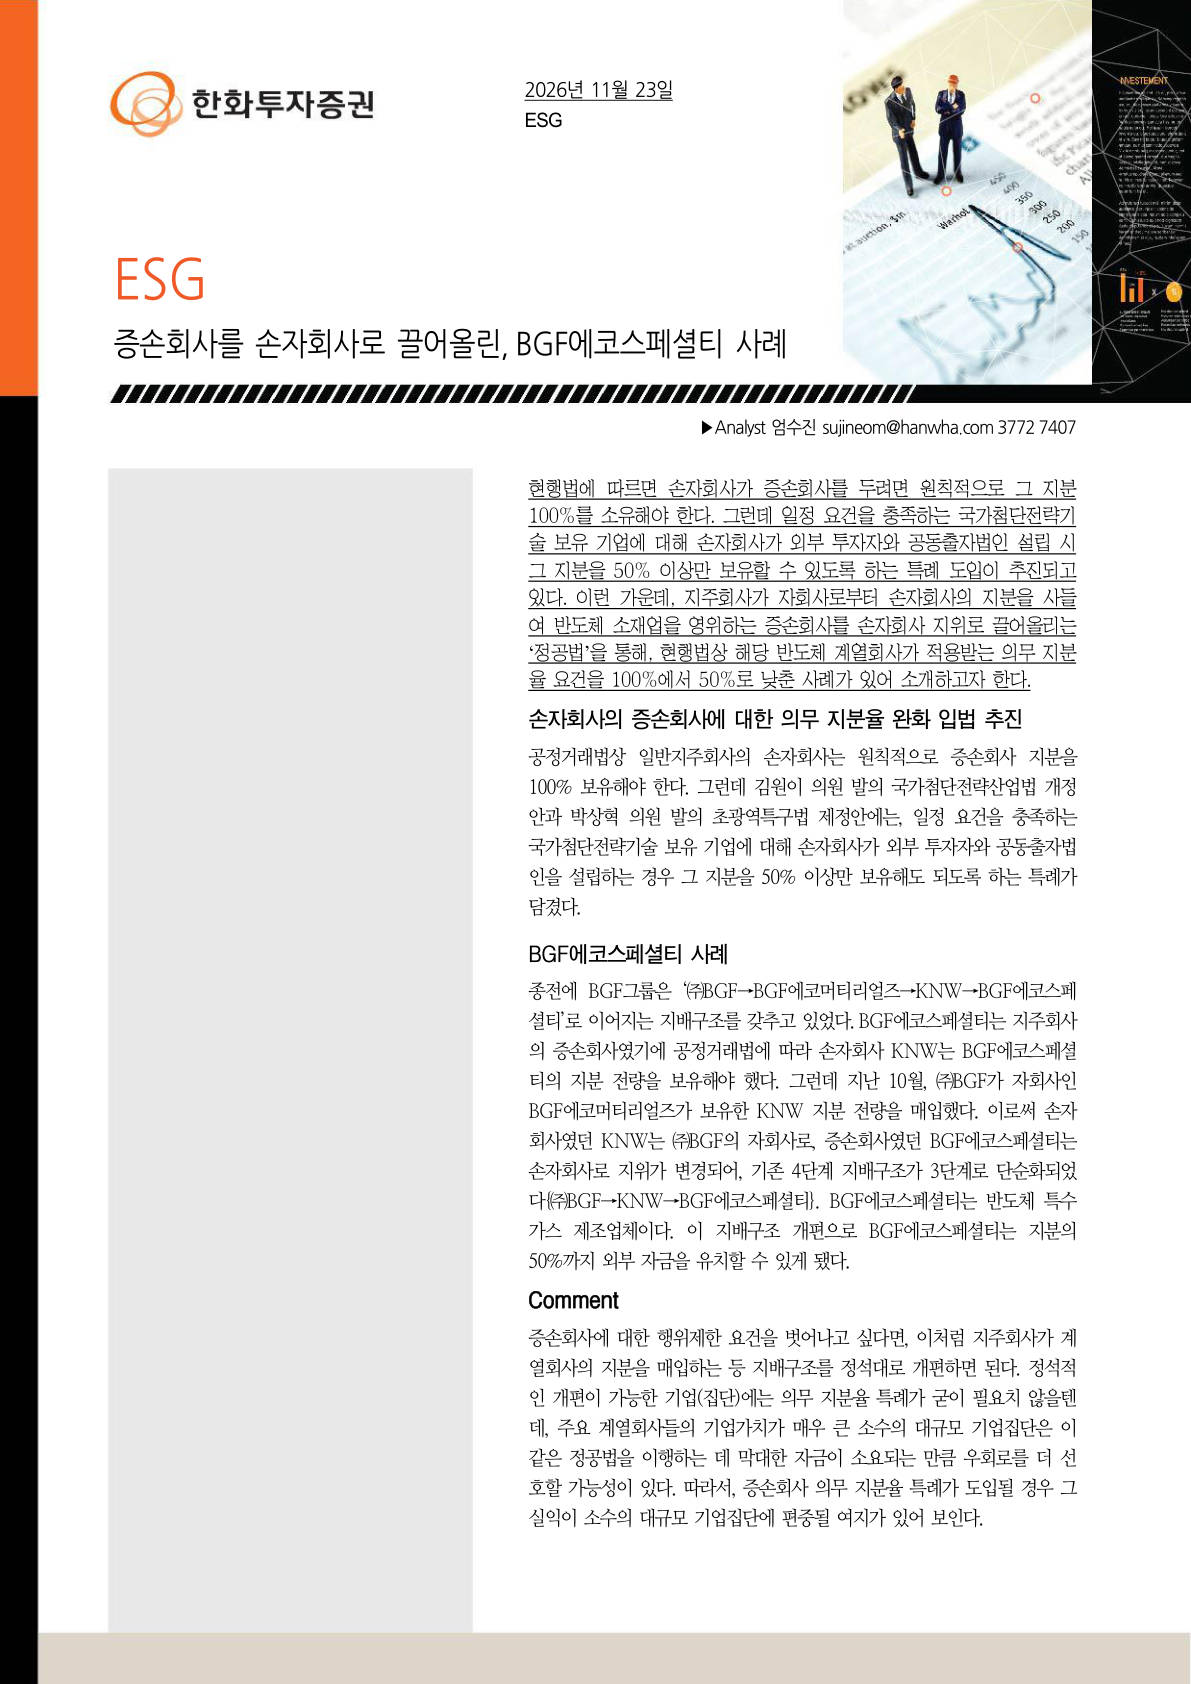 한화투자증권
2026년 11월 23일
ESG
LOWE
at auction, $m
Warhol
450
400
350
300
250
200
150
INVESTEMENT
ESG
증손회사를 손자회사로 끌어올린, BGF에코스페셜티 사례
▶Analyst 엄수진 sujineom@hanwha.com 3772 7407
현행법에 따르면 손자회사가 증손회사를 두려면 원칙적으로 그 지분
100%를 소유해야 한다. 그런데 일정 요건을 충족하는 국가첨단전략기
술 보유 기업에 대해 손자회사가 외부 투자자와 공동출자법인 설립 시
그 지분을 50% 이상만 보유할 수 있도록 하는 특례 도입이 추진되고
있다. 이런 가운데, 지주회사가 자회사로부터 손자회사의 지분을 사들
여 반도체 소재업을 영위하는 증손회사를 손자회사 지위로 끌어올리는
‘정공법’을 통해, 현행법상 해당 반도체 계열회사가 적용받는 의무 지분
율 요건을 100%에서 50%로 낮춘 사례가 있어 소개하고자 한다.
손자회사의 증손회사에 대한 의무 지분율 완화 입법 추진
공정거래법상 일반지주회사의 손자회사는 원칙적으로 증손회사 지분을
100% 보유해야 한다. 그런데 김원이 의원 발의 국가첨단전략산업법 개정
안과 박상혁 의원 발의 초광역특구법 제정안에는, 일정 요건을 충족하는
국가첨단전략기술 보유 기업에 대해 손자회사가 외부 투자자와 공동출자법
인을 설립하는 경우 그 지분을 50% 이상만 보유해도 되도록 하는 특례가
담겼다.
BGF에코스페셜티 사례
종전에 BGF그룹은 ‘㈜BGF→BGF에코머티리얼즈→KNW→BGF에코스페
셜티’로 이어지는 지배구조를 갖추고 있었다. BGF에코스페셜티는 지주회사
의 증손회사였기에 공정거래법에 따라 손자회사 KNW는 BGF에코스페셜
티의 지분 전량을 보유해야 했다. 그런데 지난 10월, ㈜BGF가 자회사인
BGF에코머티리얼즈가 보유한 KNW 지분 전량을 매입했다. 이로써 손자
회사였던 KNW는 ㈜BGF의 자회사로, 증손회사였던 BGF에코스페셜티는
손자회사로 지위가 변경되어, 기존 4단계 지배구조가 3단계로 단순화되었
다{㈜BGF→KNW→BGF에코스페셜티}. BGF에코스페셜티는 반도체 특수
가스 제조업체이다. 이 지배구조 개편으로 BGF에코스페셜티는 지분의
50%까지 외부 자금을 유치할 수 있게 됐다.
Comment
증손회사에 대한 행위제한 요건을 벗어나고 싶다면, 이처럼 지주회사가 계
열회사의 지분을 매입하는 등 지배구조를 정석대로 개편하면 된다. 정석적
인 개편이 가능한 기업(집단)에는 의무 지분율 특례가 굳이 필요치 않을텐
데, 주요 계열회사들의 기업가치가 매우 큰 소수의 대규모 기업집단은 이
같은 정공법을 이행하는 데 막대한 자금이 소요되는 만큼 우회로를 더 선
호할 가능성이 있다. 따라서, 증손회사 의무 지분율 특례가 도입될 경우 그
실익이 소수의 대규모 기업집단에 편중될 여지가 있어 보인다.